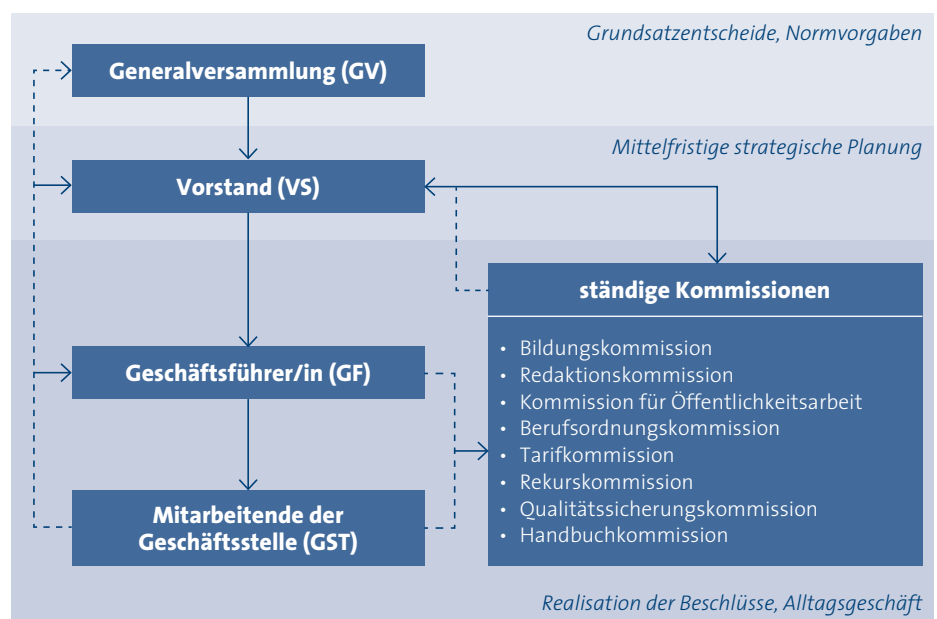 Grundsatzentscheide, Normvorgaben
Generalversammlung (GV)
Mittelfristige strategische Planung
Vorstand (VS)
ständige Kommissionen
• Bildungskommission
• Redaktionskommission
• Kommission für Öffentlichkeitsarbeit
• Berufsordnungskommission
• Tarifkommission
• Rekurskommission
• Qualitätssicherungskommission
• Handbuchkommission
Geschäftsführer/in (GF)
Mitarbeitende der
Geschäftsstelle (GST)
Realisation der Beschlüsse, Alltagsgeschäft